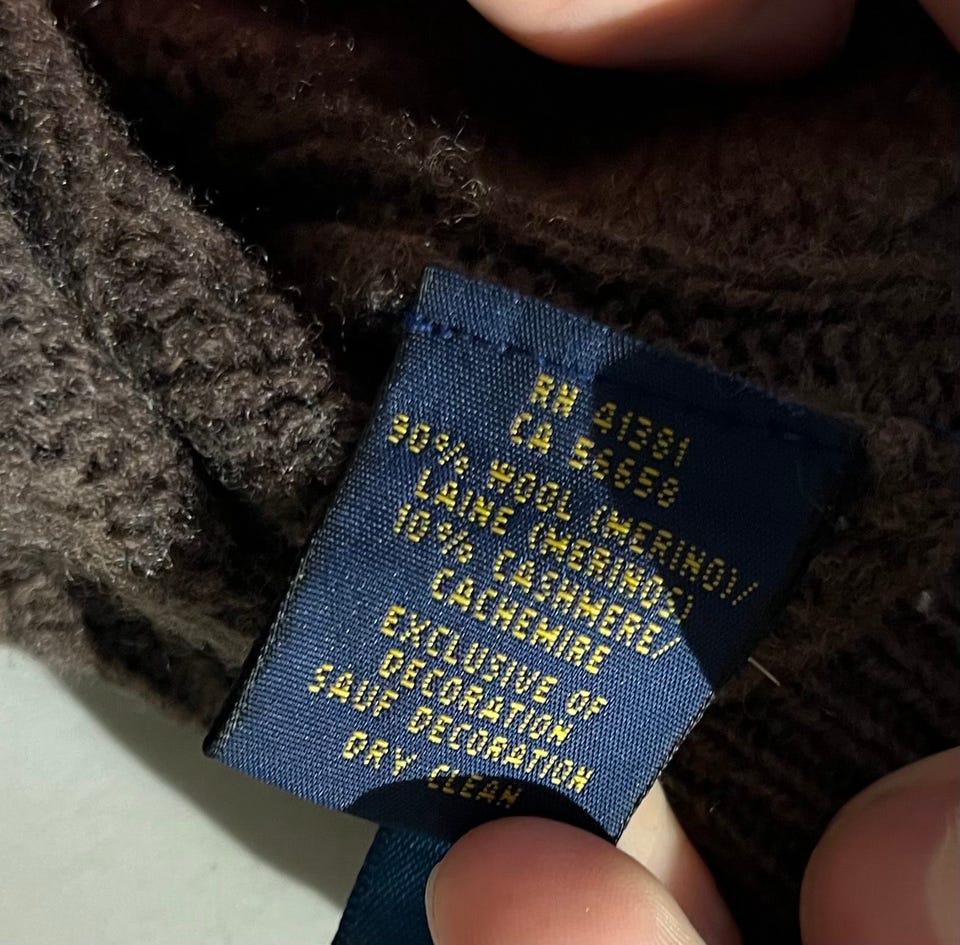 RN 41381
CA 56658
90% WOOL (MERINO)/
LAINE (MERINOS)
10% CASHMERE/
CACHEMIRE
EXCLUSIVE OF
DECORATION
SAUF DECORATION
DRY CLEAN